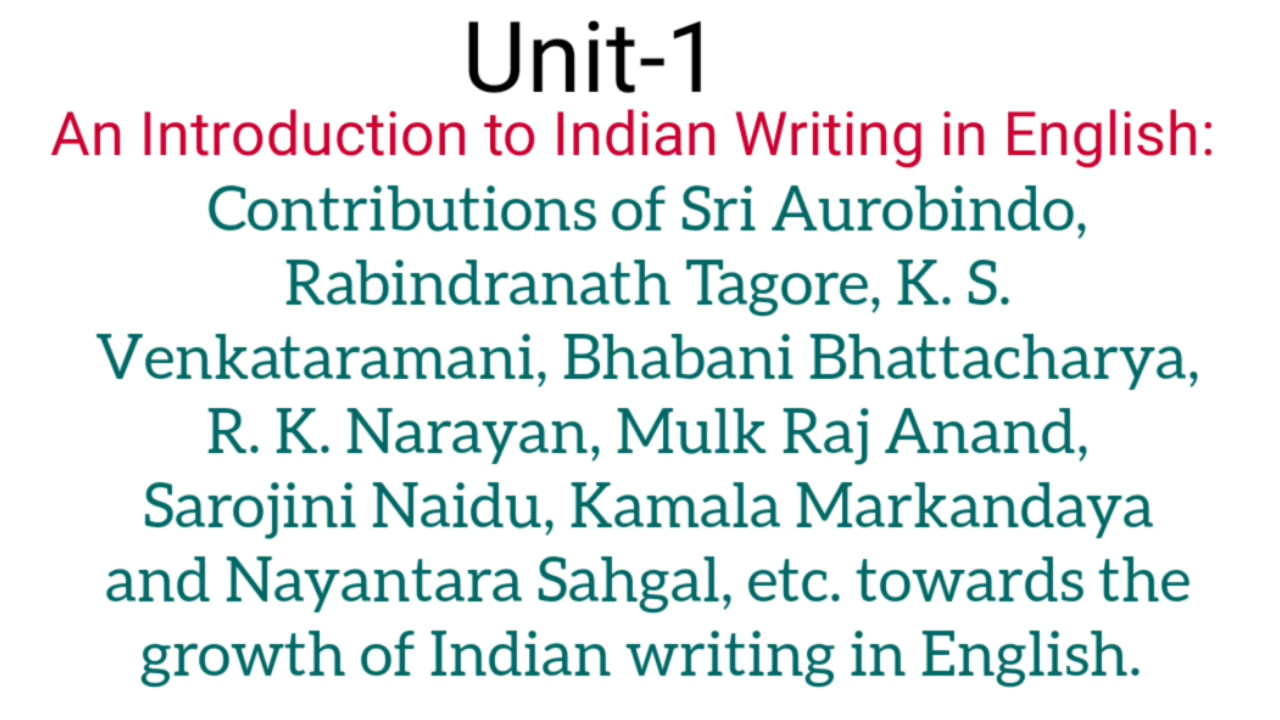 Unit-1
An Introduction to Indian Writing in English:
Contributions of Sri Aurobindo,
Rabindranath Tagore, K. S.
Venkataramani, Bhabani Bhattacharya,
R. K. Narayan, Mulk Raj Anand,
Sarojini Naidu, Kamala Markandaya
and Nayantara Sahgal, etc. towards the
growth of Indian writing in English.